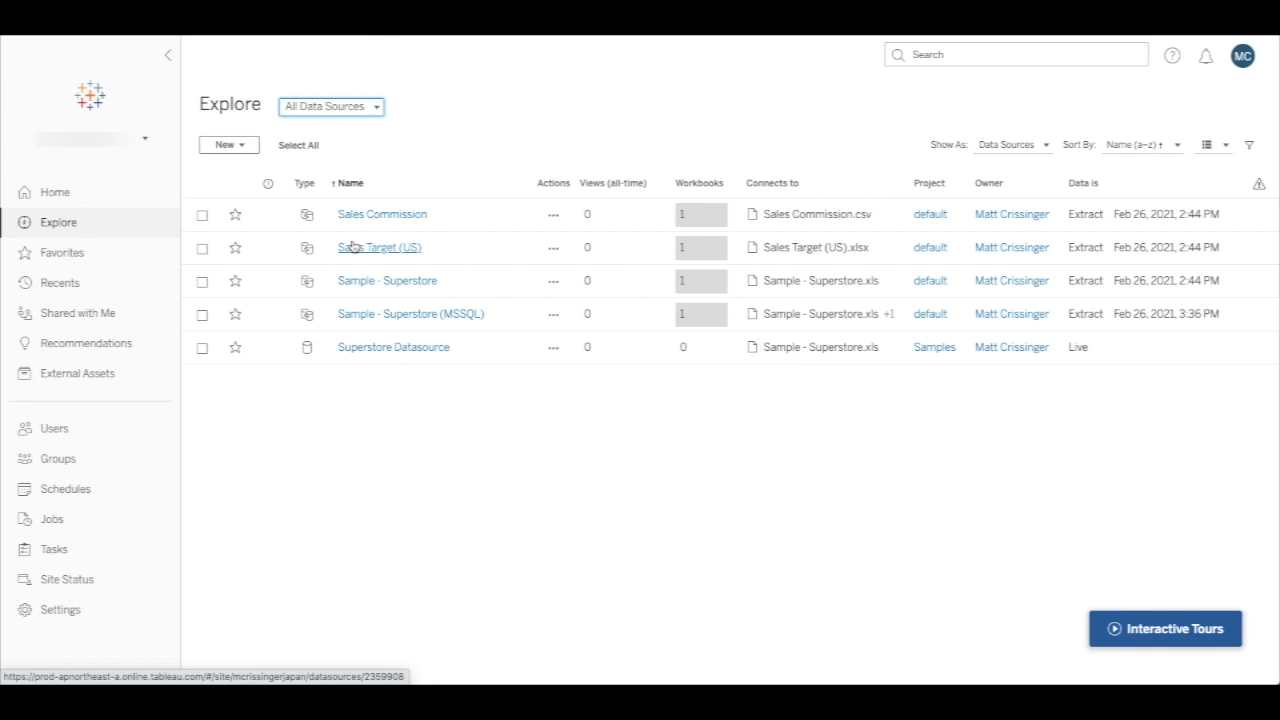 Search
MC
Explore All Data Sources
New Select All Show As: Data Sources Sort By: Name (a–z) ↑
Type ↑ Name Actions Views (all-time) Workbooks Connects to Project Owner Data is
Sales Commission ... 0 1 Sales Commission.csv default Matt Crissinger Extract Feb 26, 2021, 2:44 PM
Sales Target (US) ... 0 1 Sales Target (US).xlsx default Matt Crissinger Extract Feb 26, 2021, 2:44 PM
Sample - Superstore ... 0 1 Sample - Superstore.xls default Matt Crissinger Extract Feb 26, 2021, 2:44 PM
Sample - Superstore (MSSQL) ... 0 1 Sample - Superstore.xls +1 default Matt Crissinger Extract Feb 26, 2021, 3:36 PM
Superstore Datasource ... 0 0 Sample - Superstore.xls Samples Matt Crissinger Live
Home
Explore
Favorites
Recents
Shared with Me
Recommendations
External Assets
Users
Groups
Schedules
Jobs
Tasks
Site Status
Settings
Interactive Tours
https://prod-apnortheast-a.online.tableau.com/#/site/mcrissingerjapan/datasources/2359908